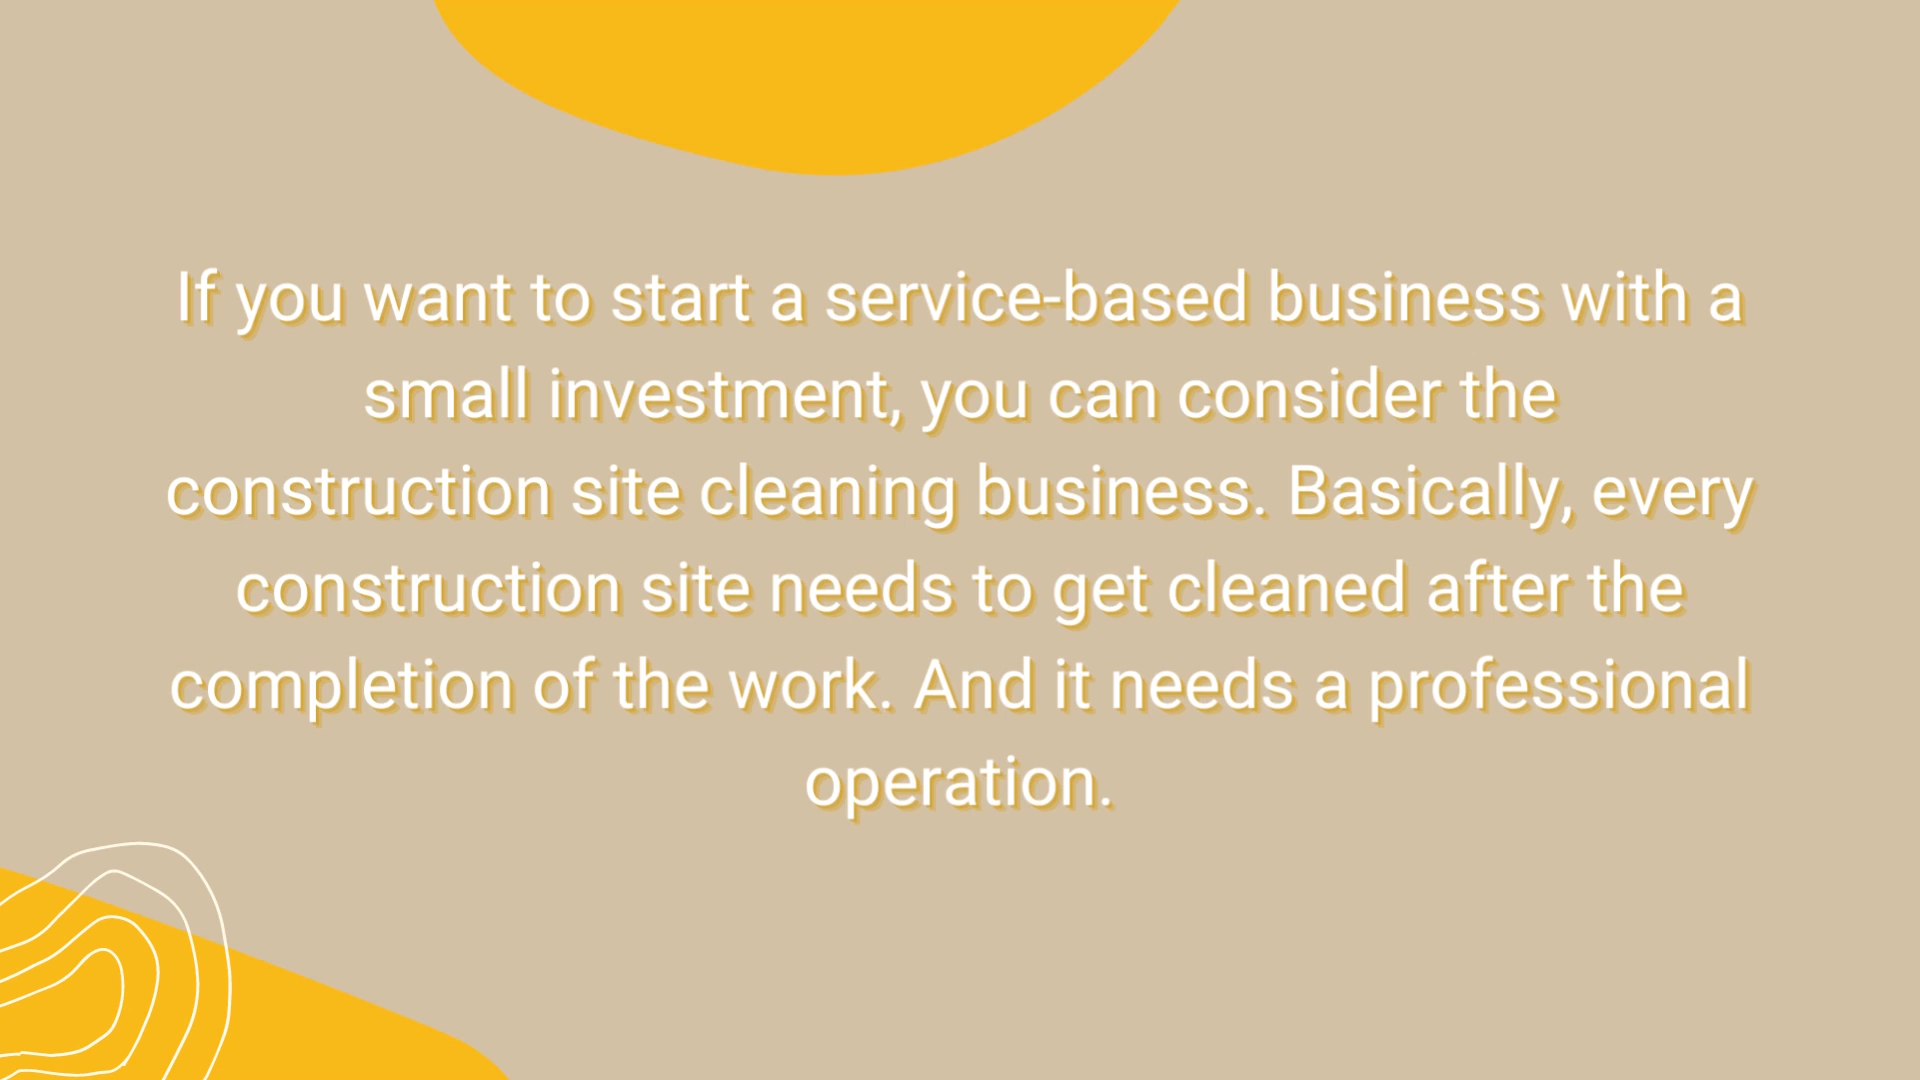 If you want to start a service-based business with a
small investment, you can consider the
construction site cleaning business. Basically, every
construction site needs to get cleaned after the
completion of the work. And it needs a professional
operation.